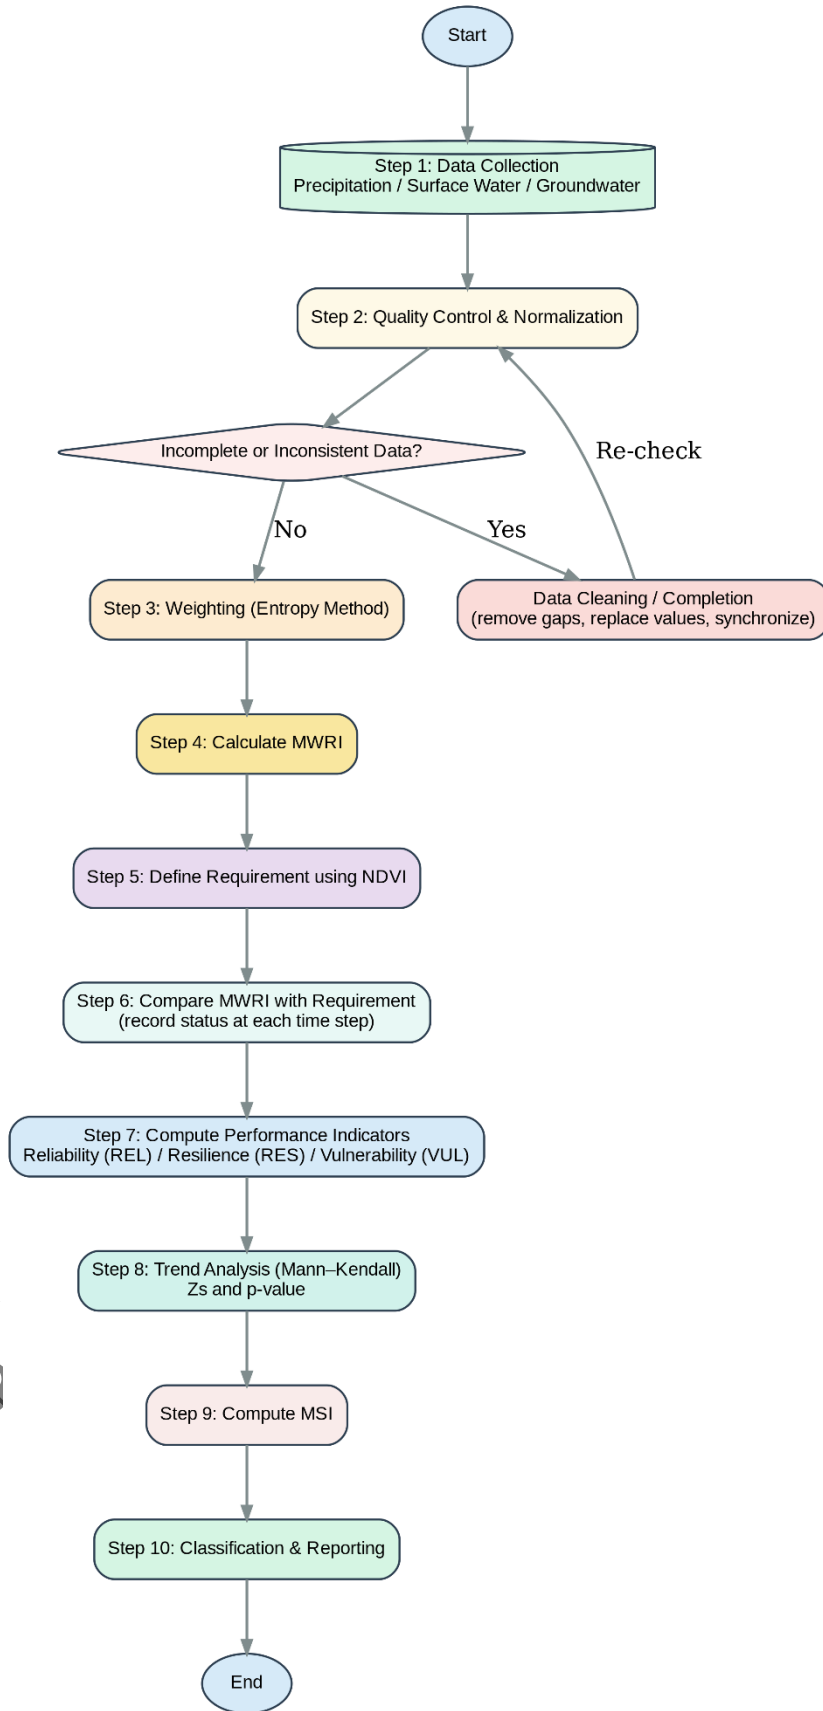 Start
Step 1: Data Collection
Precipitation / Surface Water / Groundwater
Step 2: Quality Control & Normalization
Incomplete or Inconsistent Data?
Re-check
No
Yes
Step 3: Weighting (Entropy Method)
Data Cleaning / Completion
(remove gaps, replace values, synchronize)
Step 4: Calculate MWRI
Step 5: Define Requirement using NDVI
Step 6: Compare MWRI with Requirement
(record status at each time step)
Step 7: Compute Performance Indicators
Reliability (REL) / Resilience (RES) / Vulnerability (VUL)
Step 8: Trend Analysis (Mann–Kendall)
Zs and p-value
Step 9: Compute MSI
Step 10: Classification & Reporting
End